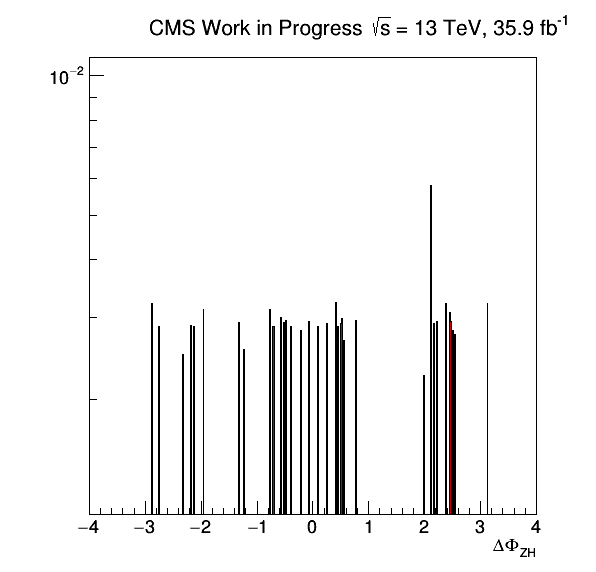 CMS Work in Progress √s = 13 TeV, 35.9 fb⁻¹
10⁻²
−4 −3 −2 −1 0 1 2 3 4
ΔΦ_ZH